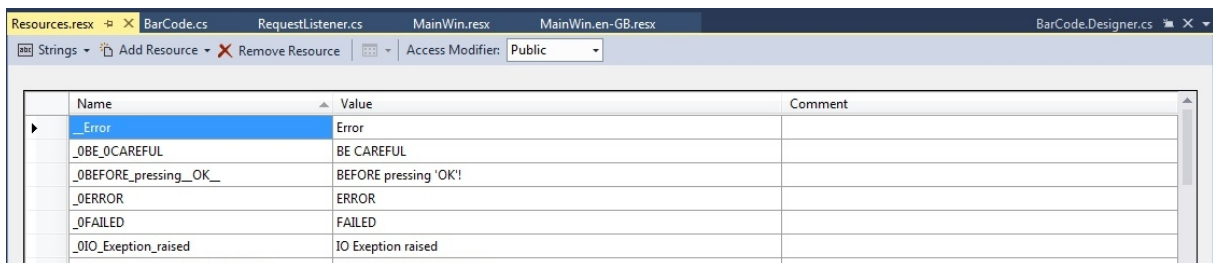 Resources.resx BarCode.cs RequestListener.cs MainWin.resx MainWin.en-GB.resx BarCode.Designer.cs
abc Strings Add Resource Remove Resource Access Modifier: Public
Name Value Comment
__Error Error
_0BE_0CAREFUL BE CAREFUL
_0BEFORE_pressing__OK__ BEFORE pressing 'OK'!
_0ERROR ERROR
_0FAILED FAILED
_0IO_Exeption_raised IO Exeption raised